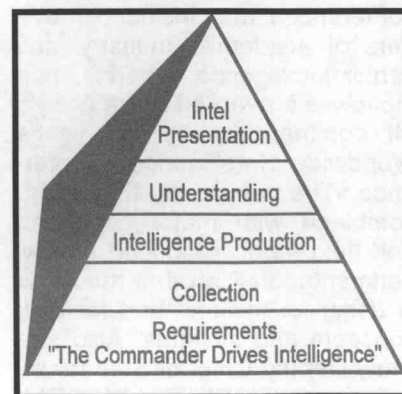 Intel
Presentation
Understanding
Intelligence Production
Collection
Requirements
"The Commander Drives Intelligence"